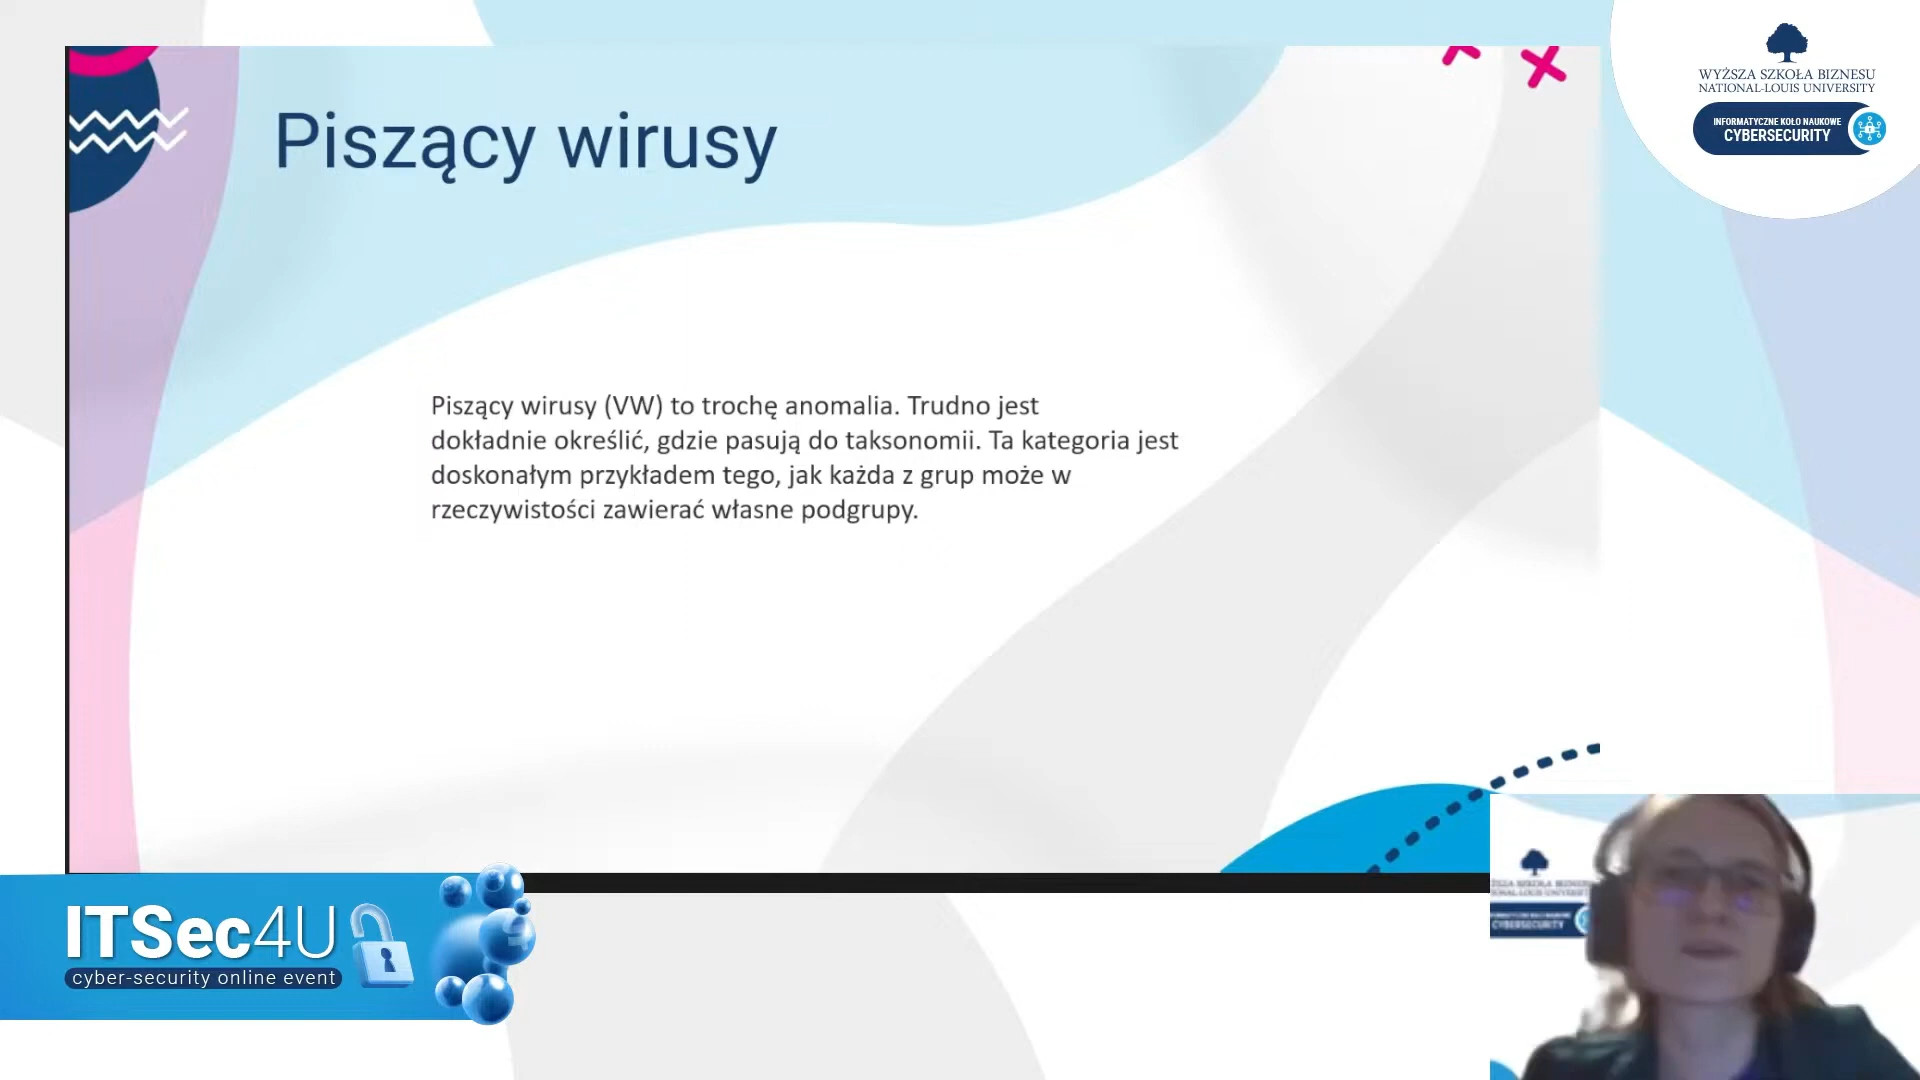 Piszący wirusy
WYŻSZA SZKOŁA BIZNESU
NATIONAL-LOUIS UNIVERSITY
INFORMATYCZNE KOŁO NAUKOWE
CYBERSECURITY
Piszący wirusy (VW) to trochę anomalia. Trudno jest
dokładnie określić, gdzie pasują do taksonomii. Ta kategoria jest
doskonałym przykładem tego, jak każda z grup może w
rzeczywistości zawierać własne podgrupy.
ITSec4U
cyber-security online event
CYBERSECURITY